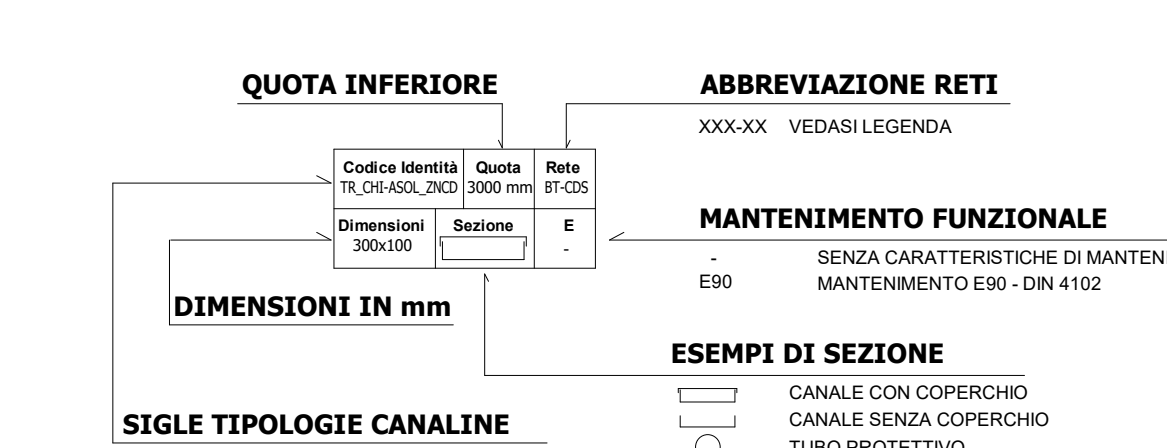 QUOTA INFERIORE
ABBREVIAZIONE RETI
XXX-XX VEDASI LEGENDA
Codice Identità Quota Rete
TR_CHI-ASOL_ZNCD 3000 mm BT-CDS
Dimensioni Sezione E
300x100 -
MANTENIMENTO FUNZIONALE
- SENZA CARATTERISTICHE DI MANTENI
E90 MANTENIMENTO E90 - DIN 4102
DIMENSIONI IN mm
ESEMPI DI SEZIONE
CANALE CON COPERCHIO
CANALE SENZA COPERCHIO
SIGLE TIPOLOGIE CANALINE
TUBO PROTETTIVO